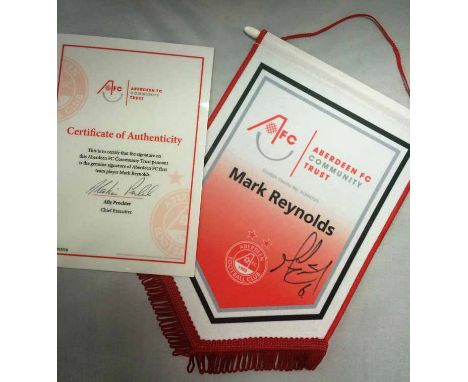 AFC
ABERDEEN FC
COMMUNITY
TRUST
Certificate of Authenticity
This is to certify that the signature on
this Aberdeen FC Community Trust pennant
is the genuine signature of Aberdeen FC first
team player Mark Reynolds
Ally Prockter
Chief Executive
AFC
ABERDEEN FC
COMMUNITY
TRUST
Mark Reynolds
ABERDEEN
AFC
FOOTBALL CLUB
6